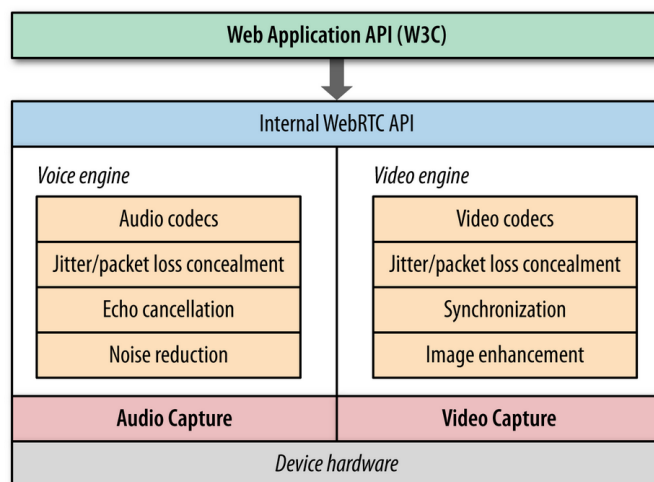 Web Application API (W3C)
Internal WebRTC API
Voice engine
Audio codecs
Jitter/packet loss concealment
Echo cancellation
Noise reduction
Video engine
Video codecs
Jitter/packet loss concealment
Synchronization
Image enhancement
Audio Capture
Video Capture
Device hardware